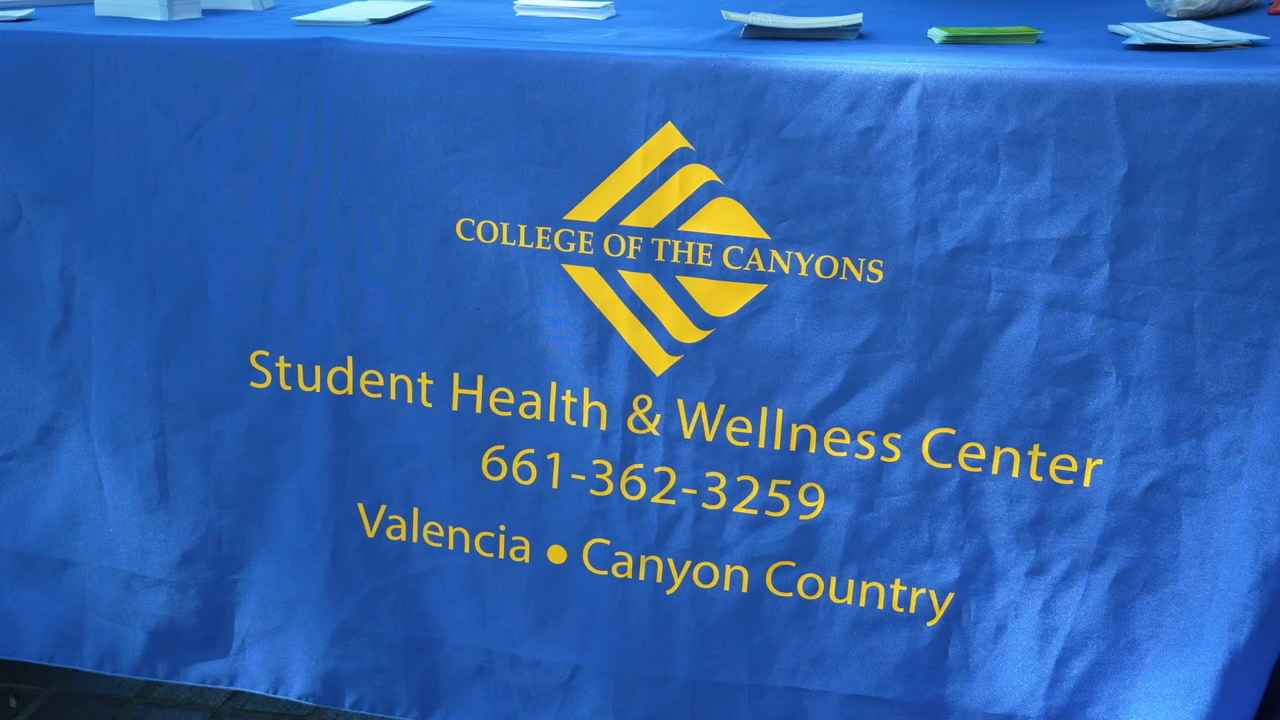 COLLEGE OF THE CANYONS
Student Health & Wellness Center
661-362-3259
Valencia • Canyon Country